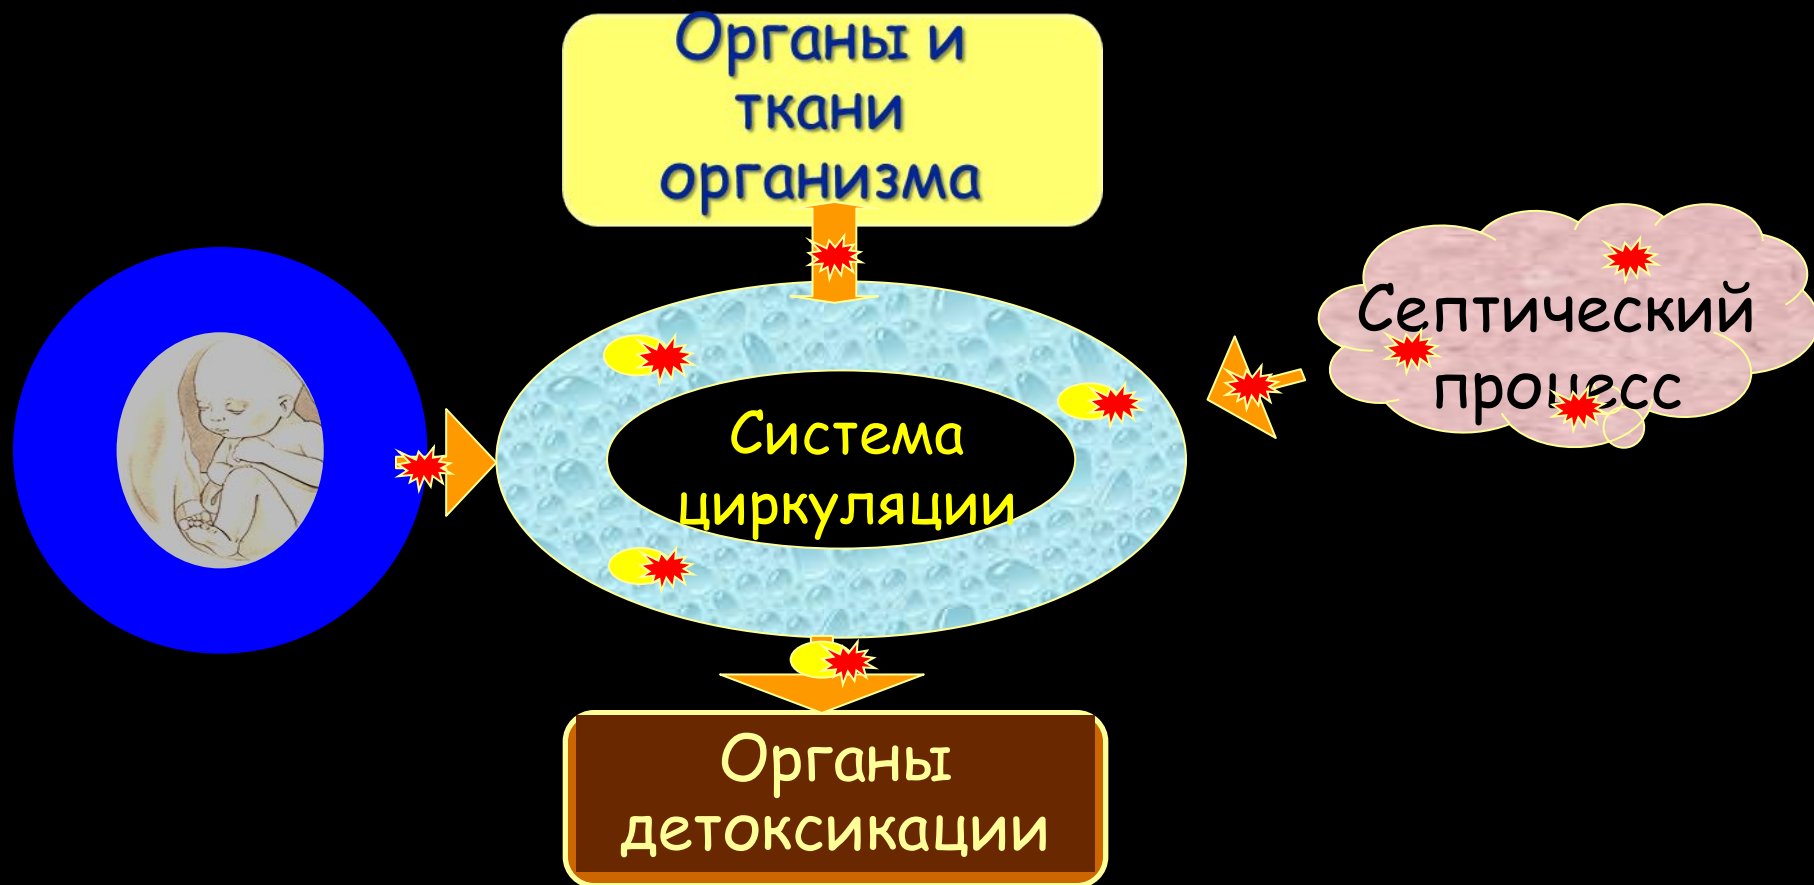 Органы и
ткани
организма
Септический
процесс
Система
циркуляции
Органы
детоксикации